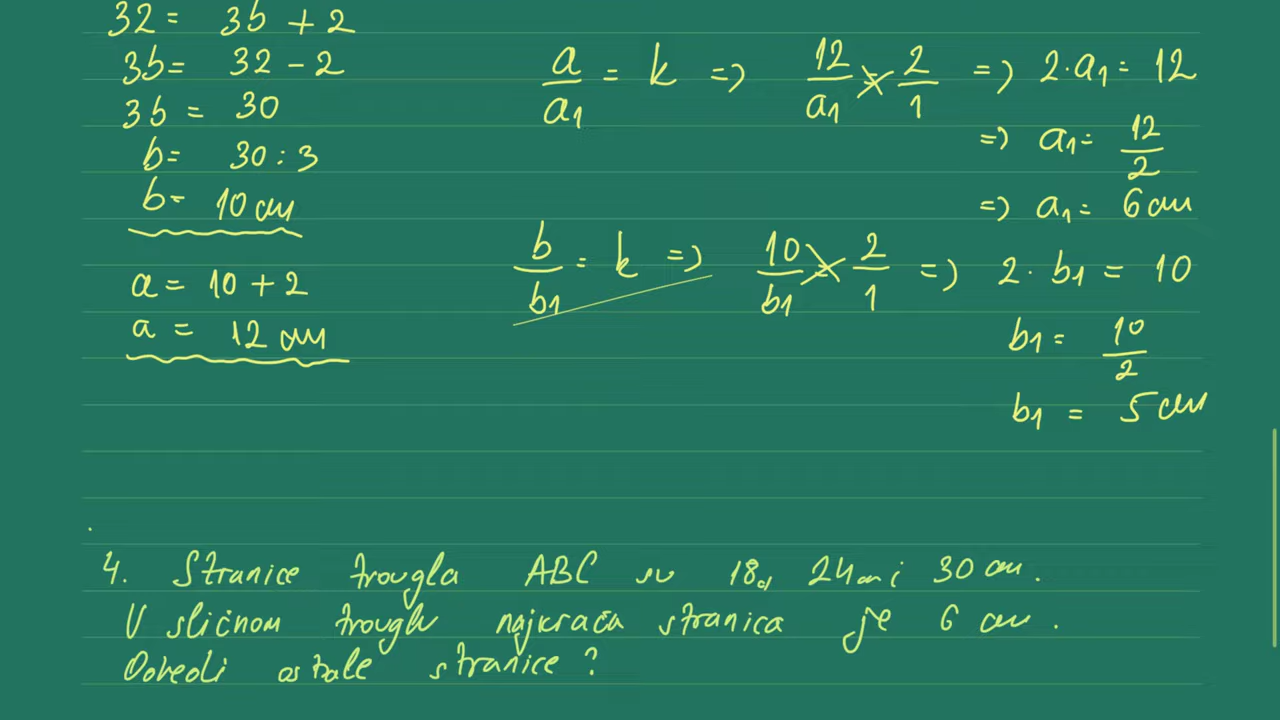 32 = 3b + 2
3b = 32 - 2
3b = 30
b = 30 : 3
b = 10 cm
a = 10 + 2
a = 12 cm
a/a1 = k => 12/a1 = 2/1 => 2·a1 = 12
=> a1 = 12/2
=> a1 = 6 cm
b/b1 = k => 10/b1 = 2/1 => 2·b1 = 10
b1 = 10/2
b1 = 5 cm
4. Stranice trougla ABC su 18, 24 cm i 30 cm.
U sličnom trouglu najkraća stranica je 6 cm.
Odredi ostale stranice?